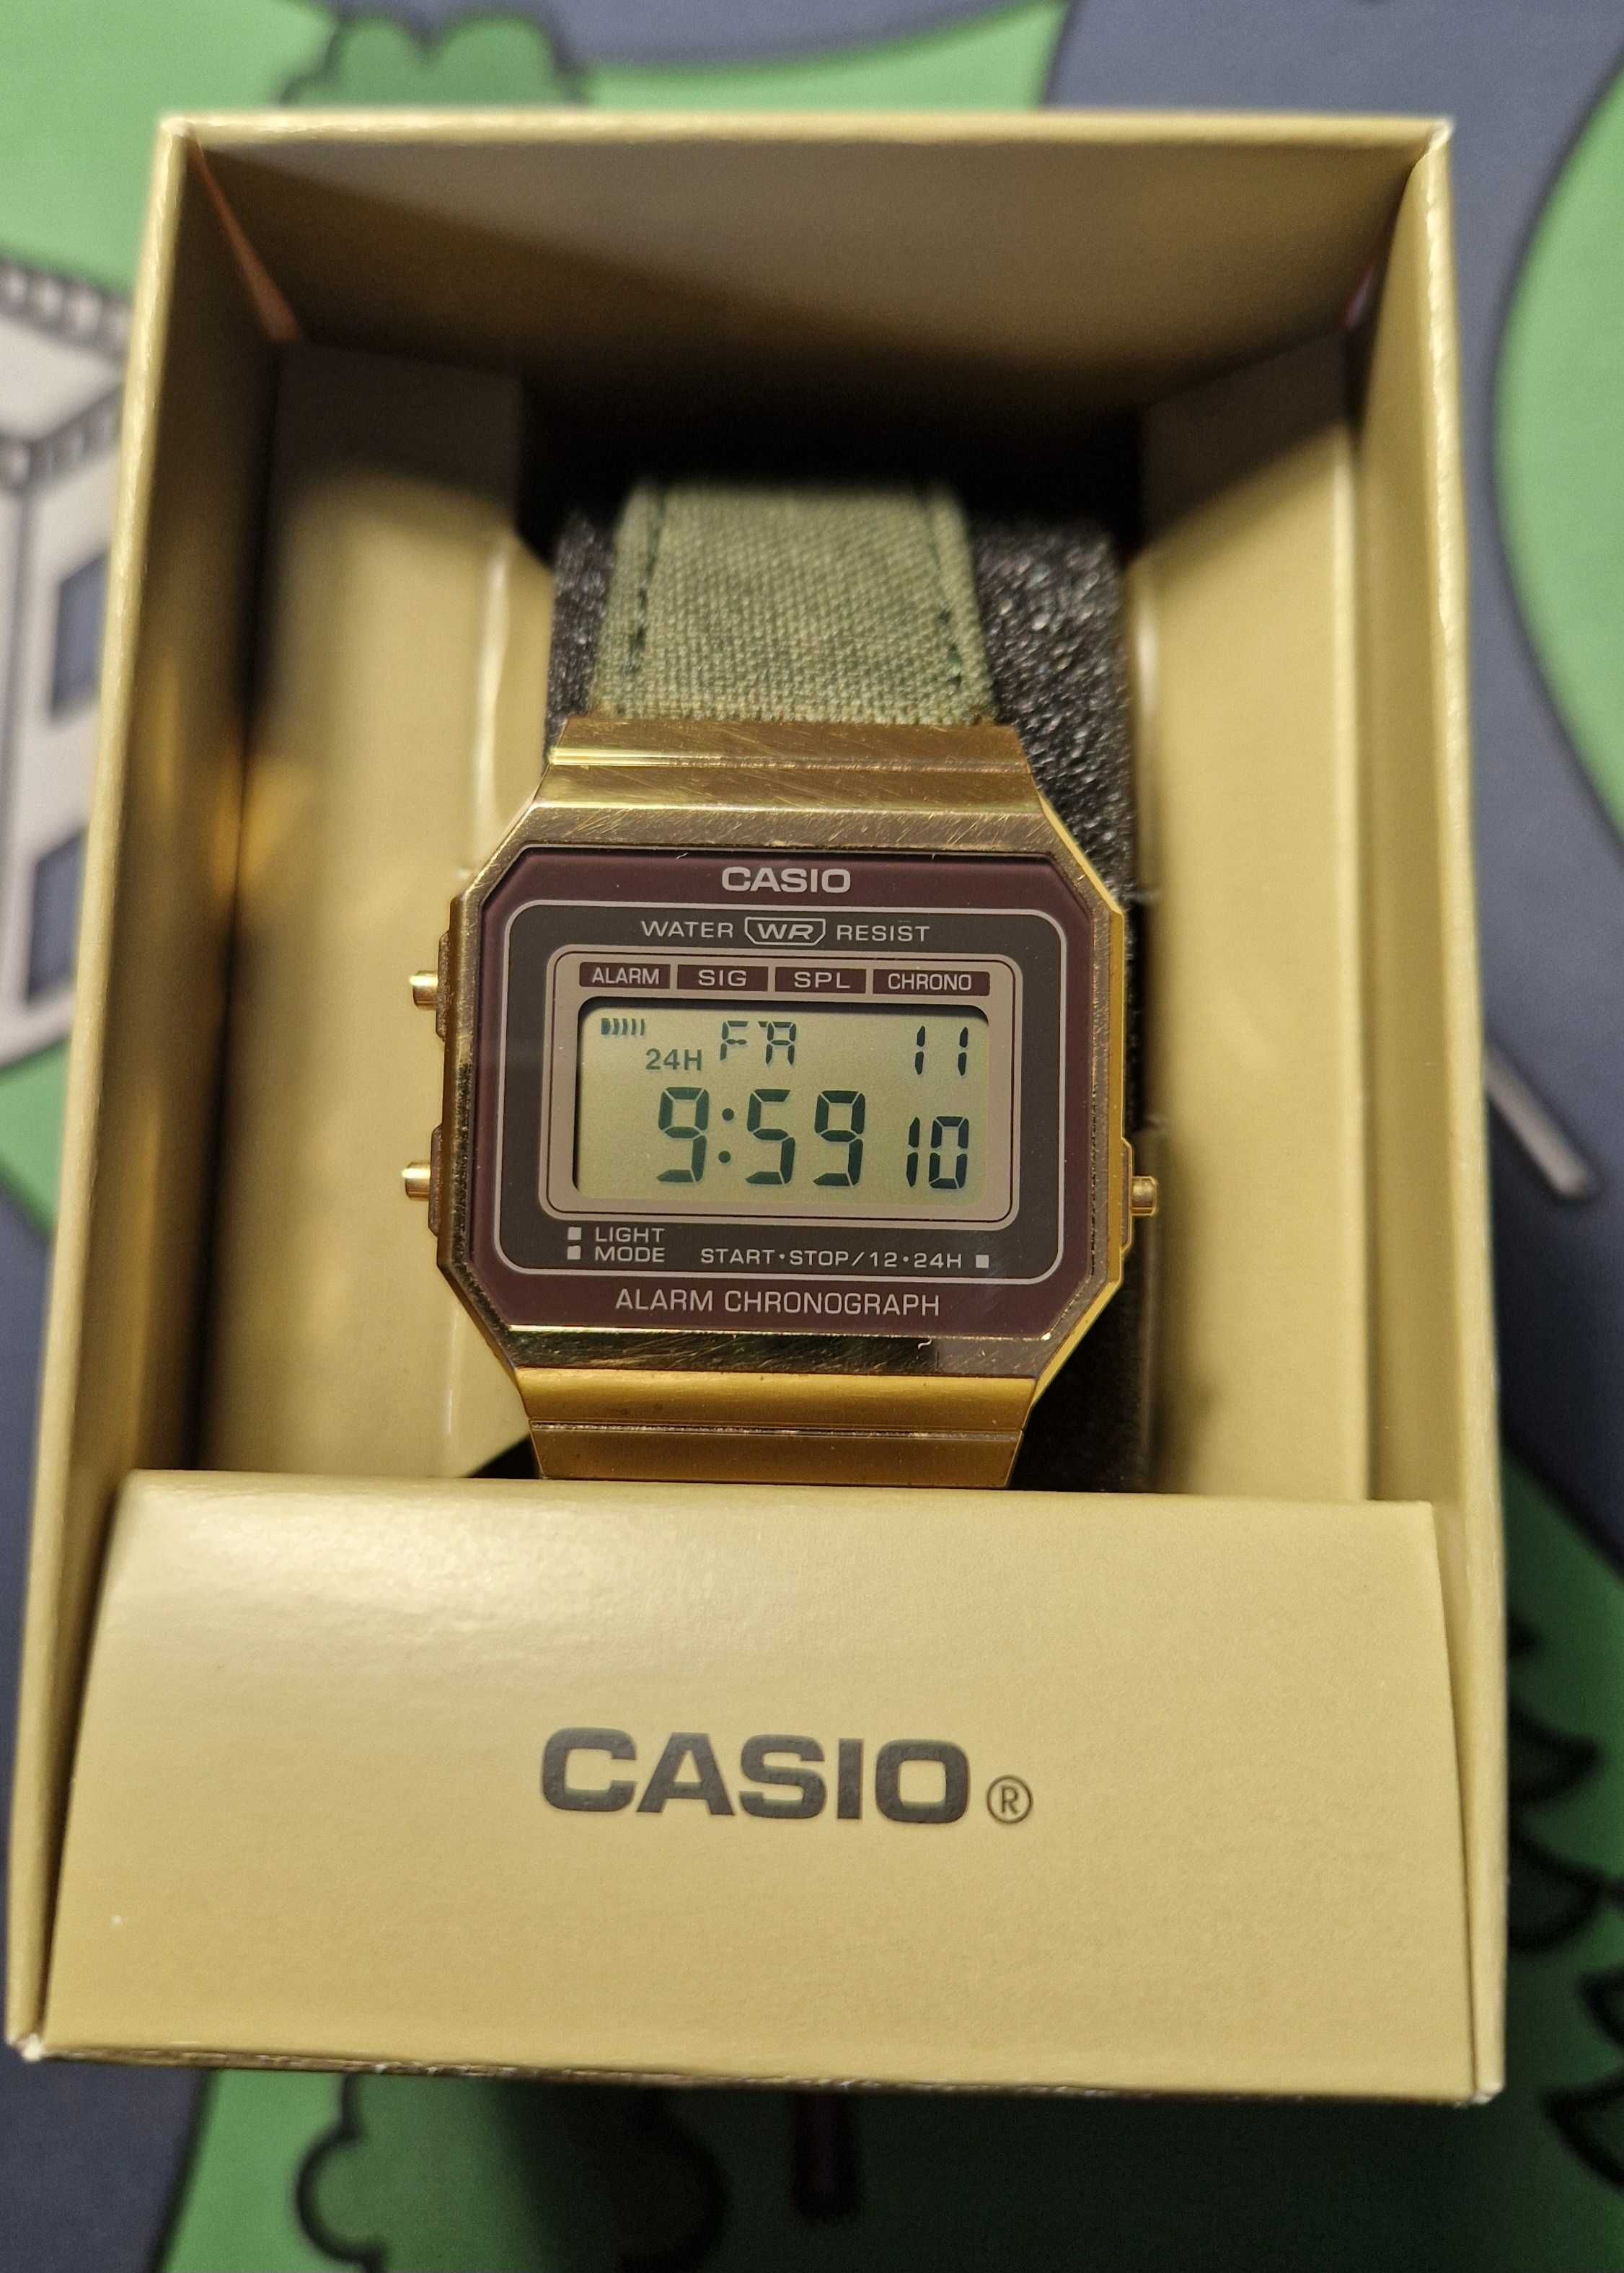 CASIO
WATER WR RESIST
ALARM SIG SPL CHRONO
24H FR 11
9:59 10
LIGHT
MODE START•STOP/12•24H
ALARM CHRONOGRAPH
CASIO®